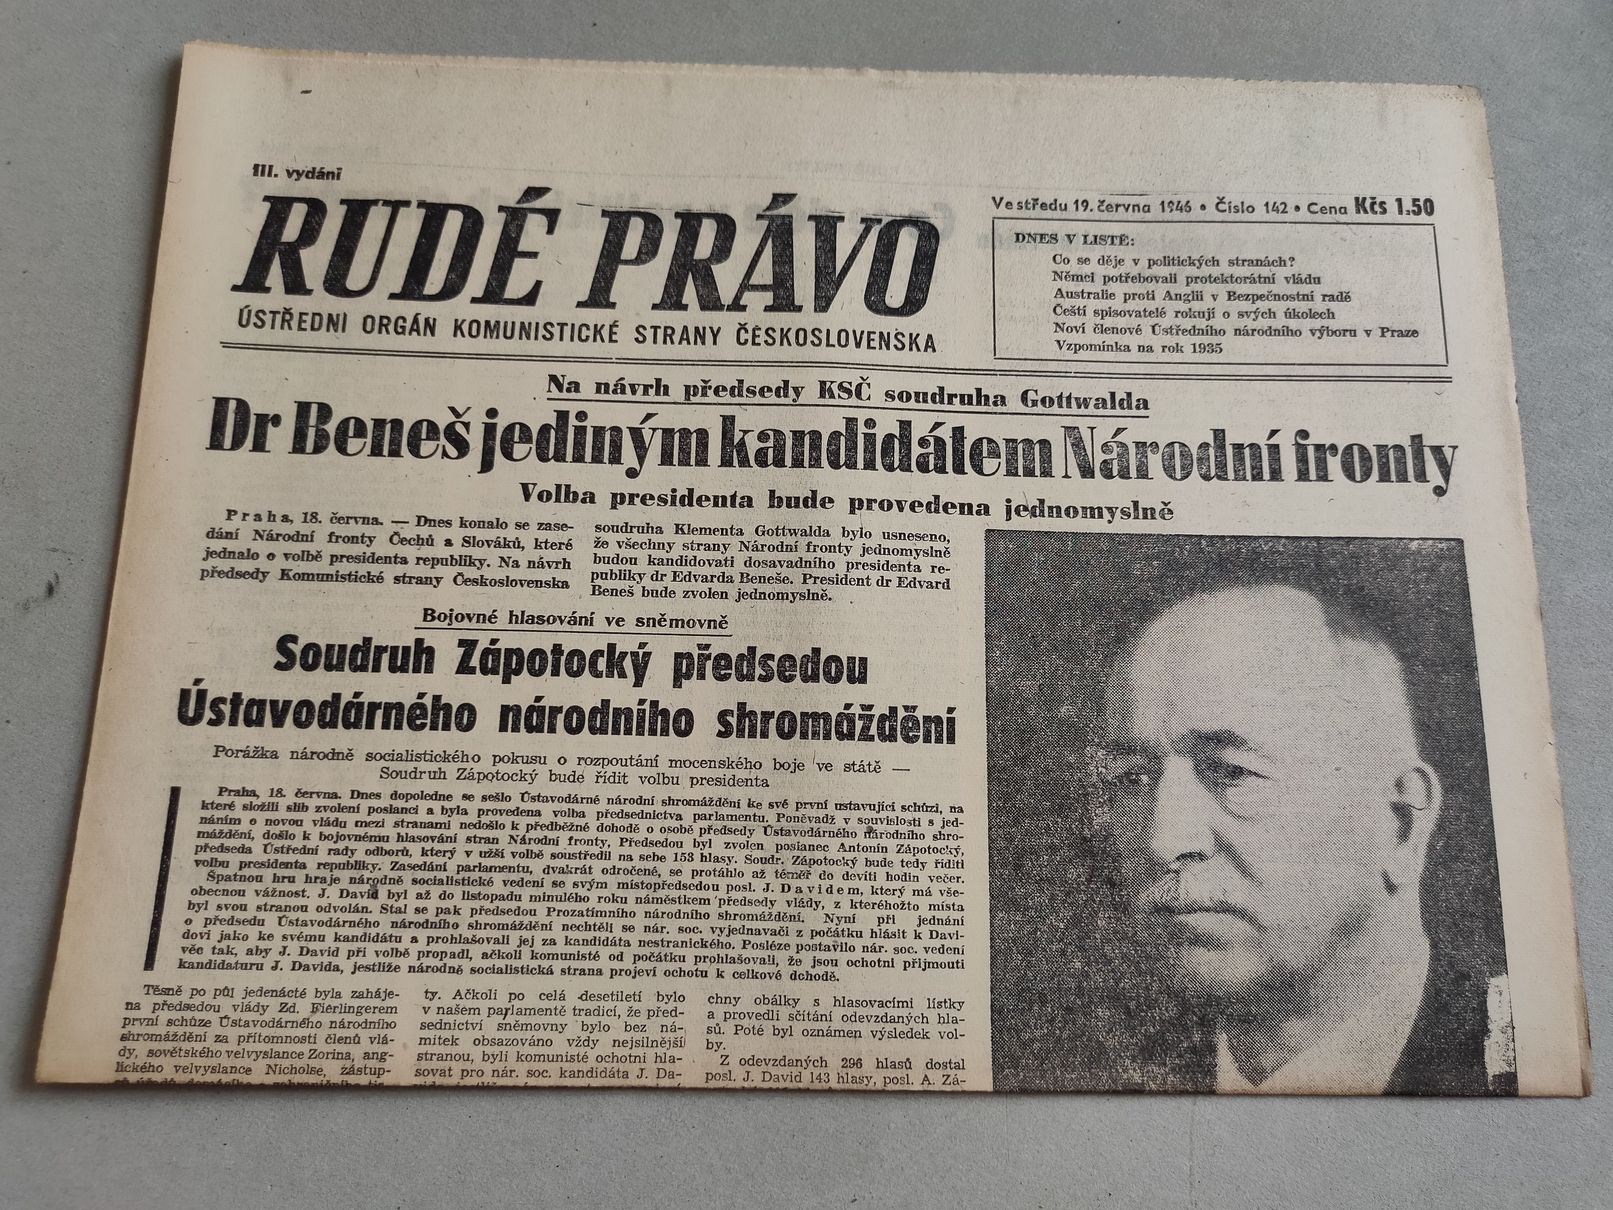 III. vydání
RUDÉ PRÁVO
ÚSTŘEDNI ORGÁN KOMUNISTICKÉ STRANY ČESKOSLOVENSKA
Ve středu 19. června 1946 • Číslo 142 • Cena Kčs 1.50
DNES V LISTĚ:
Co se děje v politických stranách?
Němci potřebovali protektorátní vládu
Australie proti Anglii v Bezpečnostní radě
Čeští spisovatelé rokují o svých úkolech
Noví členové Ústředního národního výboru v Praze
Vzpomínka na rok 1935
Na návrh předsedy KSČ soudruha Gottwalda
Dr Beneš jediným kandidátem Národní fronty
Volba presidenta bude provedena jednomyslně
Praha, 18. června. — Dnes konalo se zase-
dání Národní fronty Čechů a Slováků, které
jednalo o volbě presidenta republiky. Na návrh
předsedy Komunistické strany Československa
soudruha Klementa Gottwalda bylo usneseno,
že všechny strany Národní fronty jednomyslně
budou kandidovati dosavadního presidenta re-
publiky dr Edvarda Beneše. President dr Edvard
Beneš bude zvolen jednomyslně.
Bojovné hlasování ve sněmovně
Soudruh Zápotocký předsedou
Ústavodárného národního shromáždění
Porážka národně socialistického pokusu o rozpoutání mocenského boje ve státě —
Soudruh Zápotocký bude řídit volbu presidenta
Praha, 18. června. Dnes dopoledne se sešlo Ústavodárné národní shromáždění ke své první ustavující schůzi, na
které složili slib zvolení poslanci a byla provedena volba předsednictva parlamentu. Poněvadž v souvislosti s jed-
náním o novou vládu mezi stranami nedošlo k předběžné dohodě o osobě předsedy Ústavodárného národního shro-
máždění, došlo k bojovnému hlasování stran Národní fronty, Předsedou byl zvolen poslanec Antonín Zápotocký,
předseda Ústřední rady odborů, který v užší volbě soustředil na sebe 153 hlasy. Soudr. Zápotocký bude tedy říditi
volbu presidenta republiky. Zasedání parlamentu, dvakrát odročené, se protáhlo až téměř do devíti hodin večer.
Špatnou hru hraje národně socialistické vedení se svým místopředsedou posl. J. Davidem, který má vše-
obecnou vážnost. J. David byl až do listopadu minulého roku náměstkem předsedy vlády, z kteréhožto místa
byl svou stranou odvolán. Stal se pak předsedou Prozatímního národního shromáždění. Nyní při jednání
o předsedu Ústavodárného národního shromáždění nechtěli se nár. soc. vyjednavači z počátku hlásit k Davi-
dovi jako ke svému kandidátu a prohlašovali jej za kandidáta nestranického. Posléze postavilo nár. soc. vedení
věc tak, aby J. David při volbě propadl, ačkoli komunisté od počátku prohlašovali, že jsou ochotni přijmouti
kandidaturu J. Davida, jestliže národně socialistická strana projeví ochotu k celkové dohodě.
Těsně po půl jedenácté byla zaháje-
na předsedou vlády Zd. Fierlingerem
první schůze Ústavodárného národního
shromáždění za přítomnosti členů vlá-
dy, sovětského velvyslance Zorina, ang-
lického velvyslance Nicholse, zástup-
ty. Ačkoli po celá desetiletí bylo
v našem parlamentě tradicí, že před-
sednictví sněmovny bylo bez ná-
mitek obsazováno vždy nejsilnější
stranou, byli komunisté ochotni hla-
sovat pro nár. soc. kandidáta J. Da-
chny obálky s hlasovacími lístky
a provedli sčítání odevzdaných hla-
sů. Poté byl oznámen výsledek vol-
by.
Z odevzdaných 296 hlasů dostal
posl. J. David 143 hlasy, posl. A. Zá-